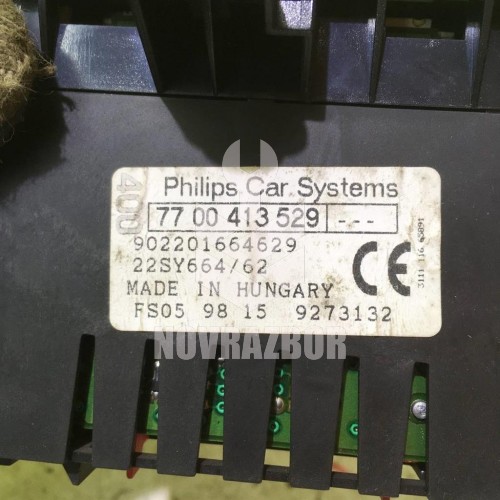 400
Philips Car Systems
77 00 413 529 ---
902201664629
22SY664/62
MADE IN HUNGARY
FS05 98 15 9273132
CE
NOVRAZBOR